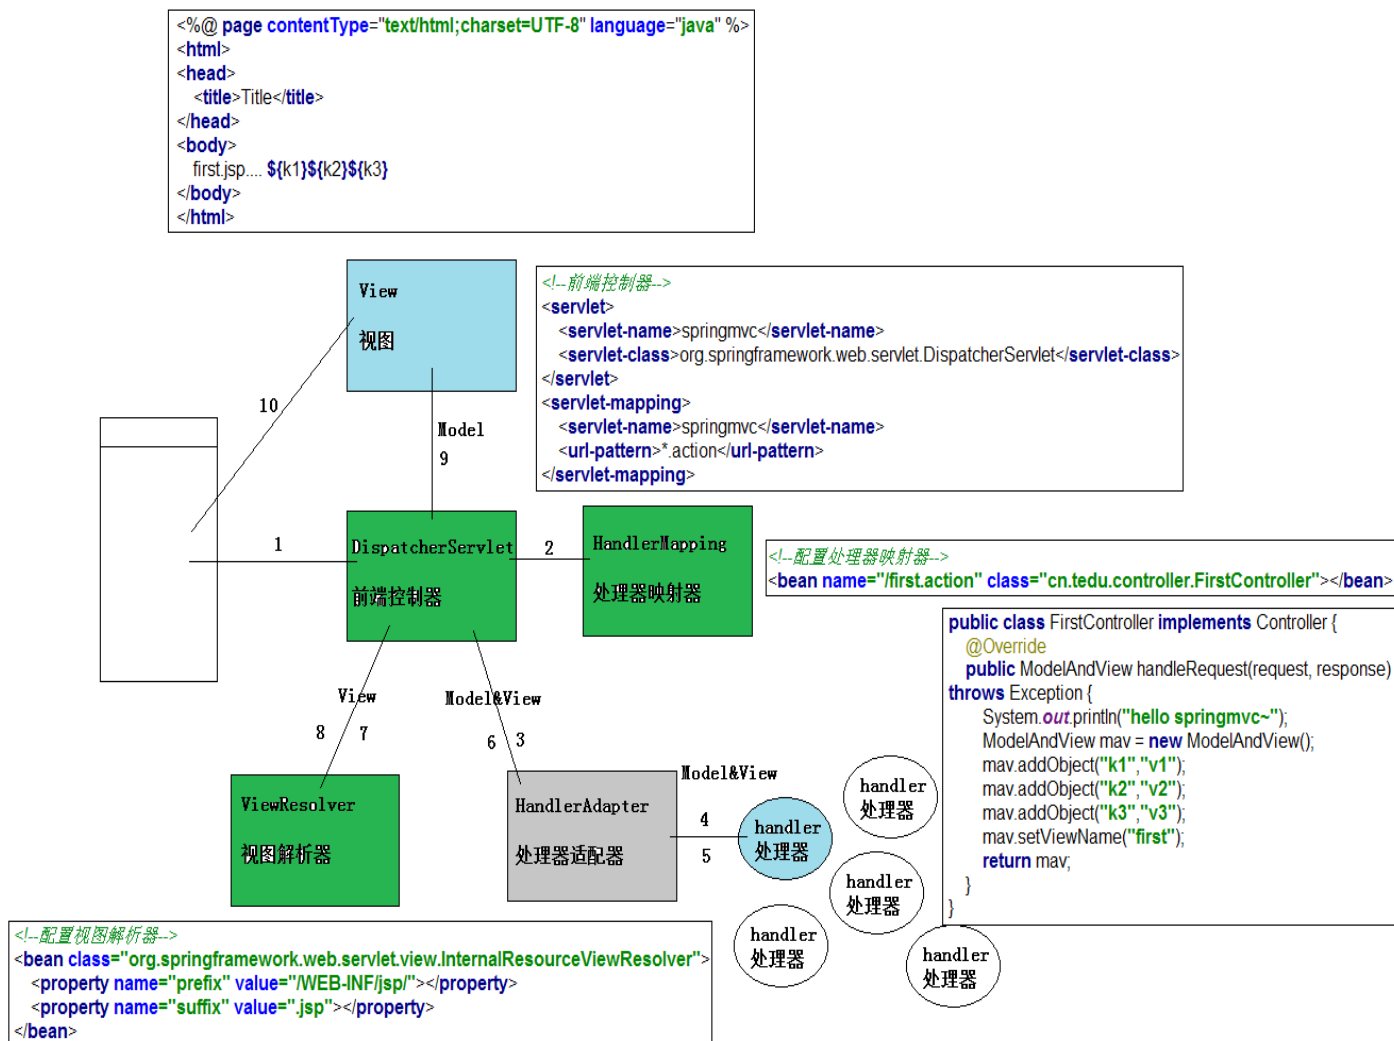 <%@ page contentType="text/html;charset=UTF-8" language="java" %>
<html>
<head>
<title>Title</title>
</head>
<body>
first.jsp.... ${k1}${k2}${k3}
</body>
</html>
View
视图
<!--前端控制器-->
<servlet>
<servlet-name>springmvc</servlet-name>
<servlet-class>org.springframework.web.servlet.DispatcherServlet</servlet-class>
</servlet>
<servlet-mapping>
<servlet-name>springmvc</servlet-name>
<url-pattern>*.action</url-pattern>
</servlet-mapping>
10
Model
9
1
DispatcherServlet
前端控制器
2
HandlerMapping
处理器映射器
<!--配置处理器映射器-->
<bean name="/first.action" class="cn.tedu.controller.FirstController"></bean>
public class FirstController implements Controller {
@Override
public ModelAndView handleRequest(request, response)
throws Exception {
System.out.println("hello springmvc~");
ModelAndView mav = new ModelAndView();
mav.addObject("k1","v1");
mav.addObject("k2","v2");
mav.addObject("k3","v3");
mav.setViewName("first");
return mav;
}
}
View
8 7
Model&View
6 3
ViewResolver
视图解析器
HandlerAdapter
处理器适配器
Model&View
4
5
handler
处理器
handler
处理器
handler
处理器
handler
处理器
handler
处理器
<!--配置视图解析器-->
<bean class="org.springframework.web.servlet.view.InternalResourceViewResolver">
<property name="prefix" value="/WEB-INF/jsp/"></property>
<property name="suffix" value=".jsp"></property>
</bean>